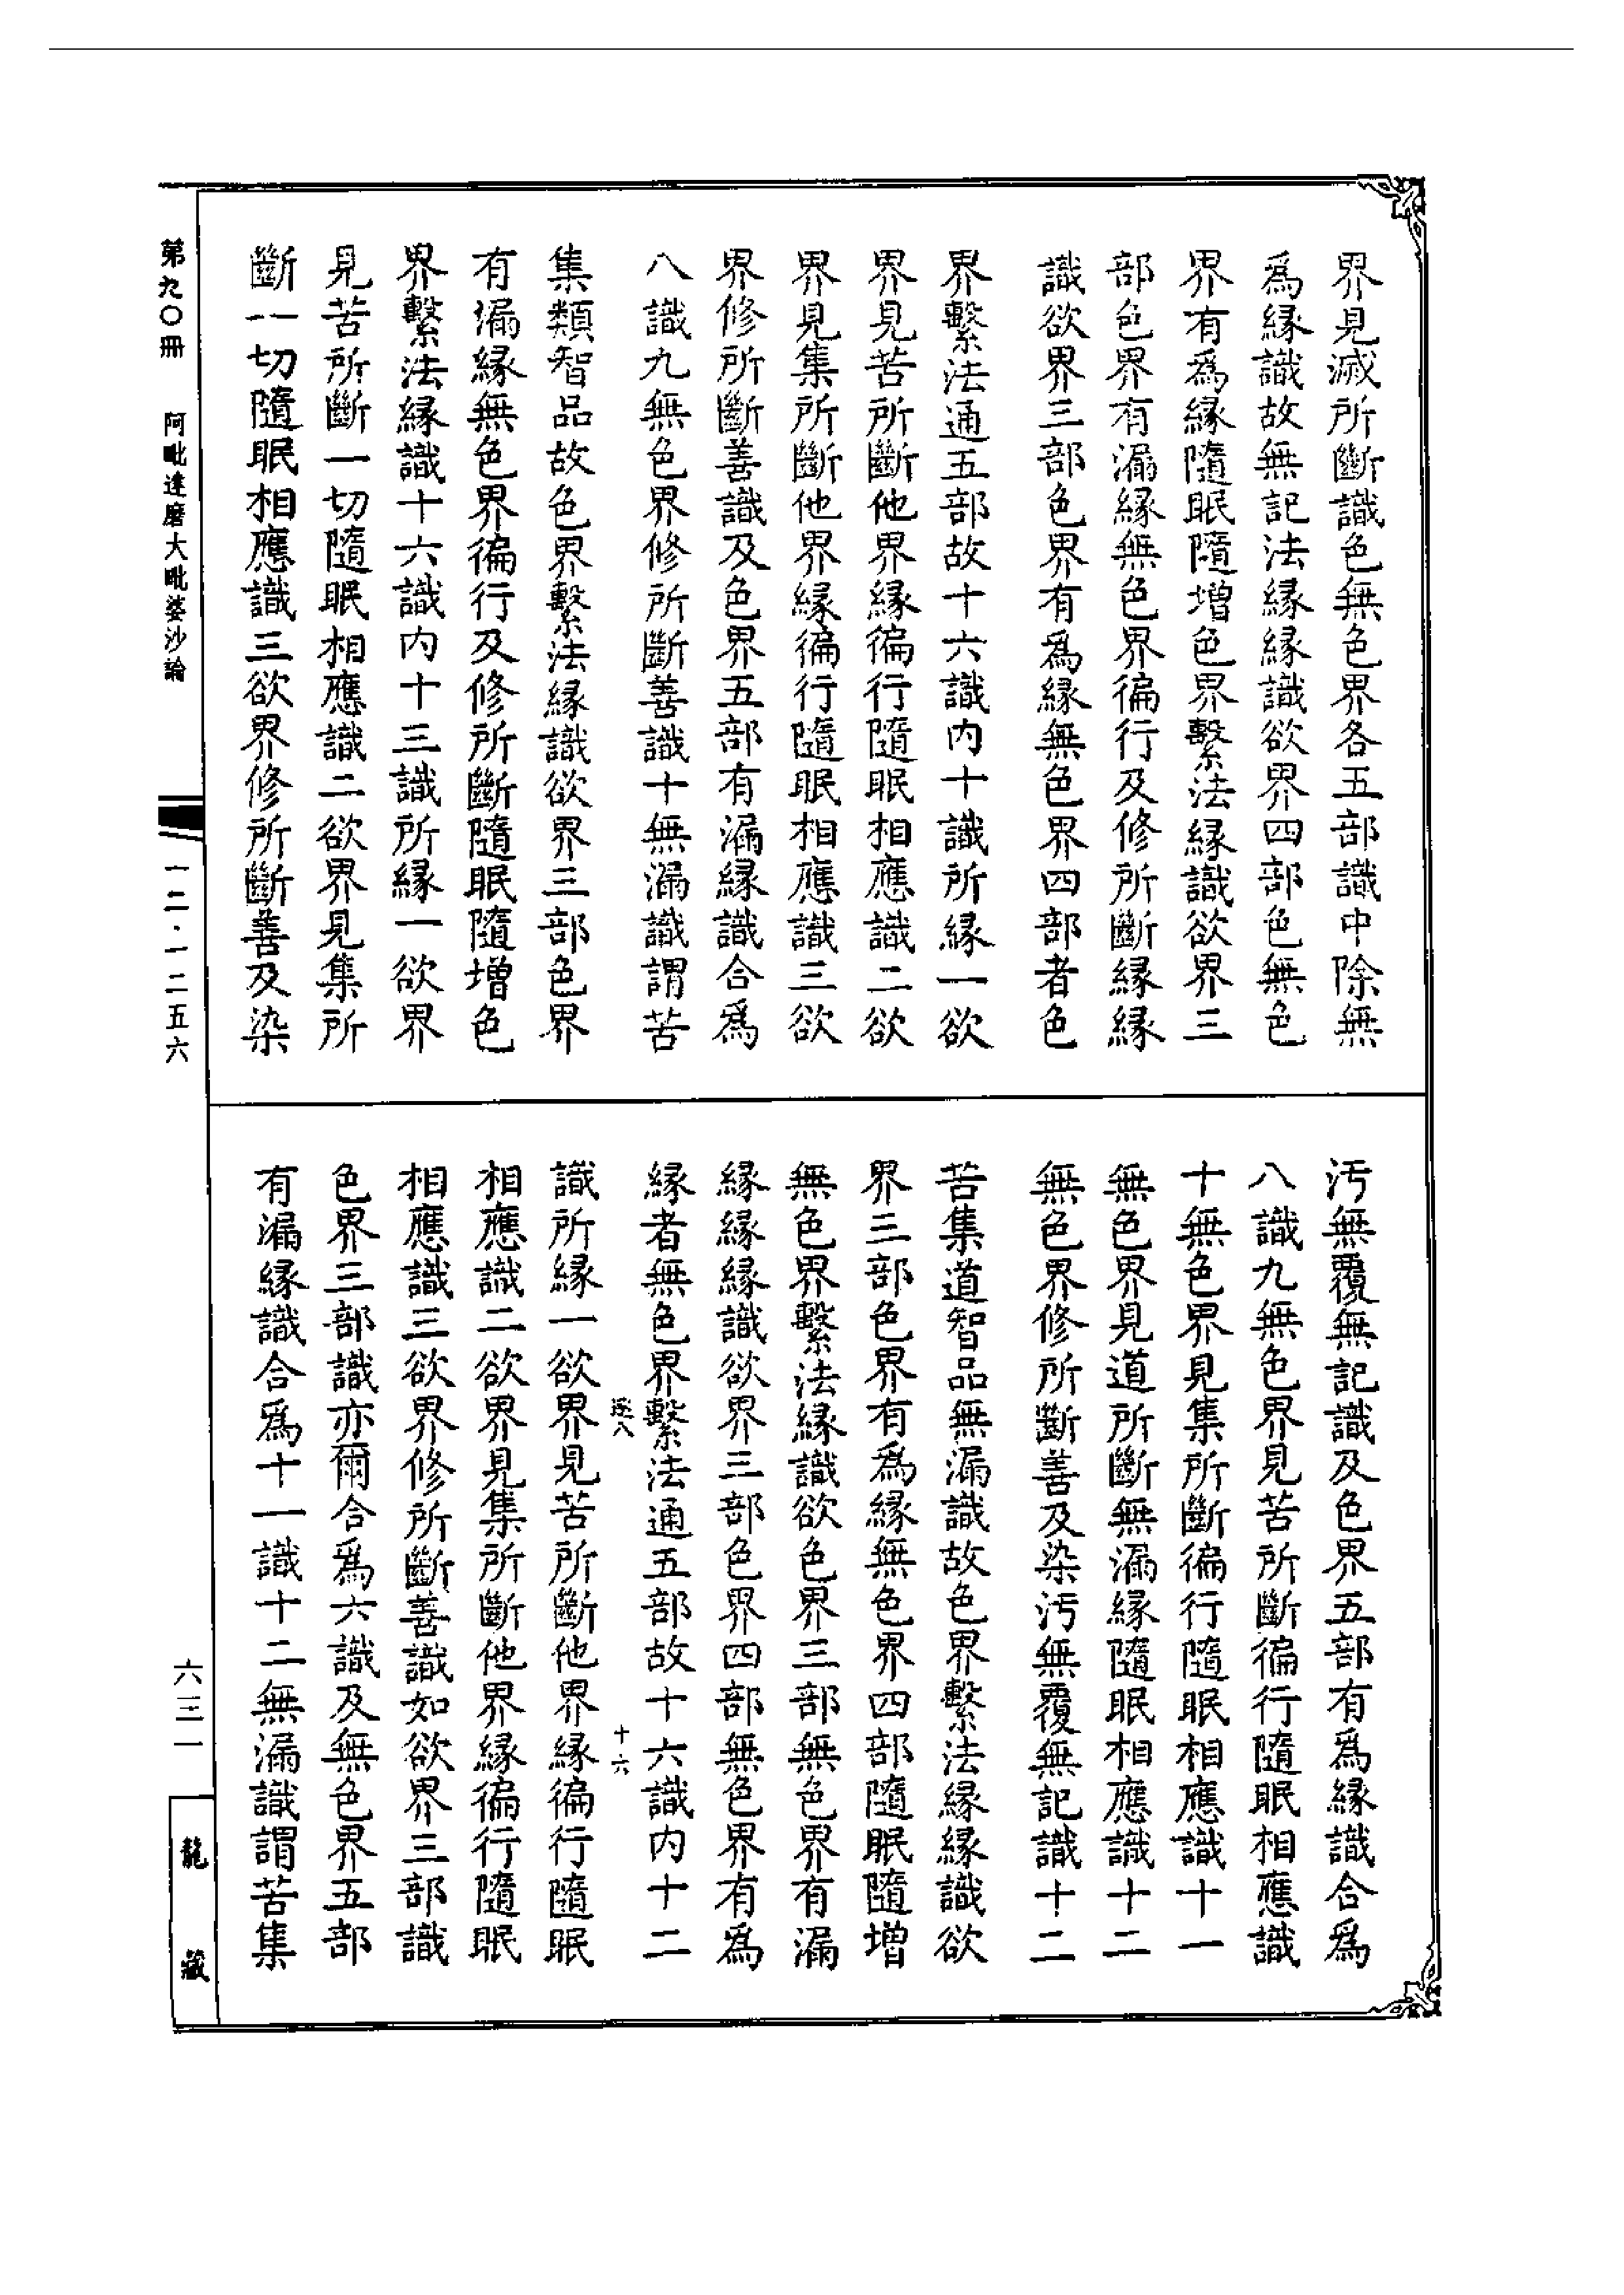 界見滅所斷識色無色界各五部識中除無
爲緣識故無記法緣緣識欲界四部色無色
界有爲緣隨眠隨增色界繫法緣識欲界三
部色界有漏緣無色界徧行及修所斷緣緣
識欲界三部色界有爲緣無色界四部者色
界繫法通五部故十六識內十識所緣一欲
界見苦所斷他界緣徧行隨眠相應識二欲
界見集所斷他界緣徧行隨眠相應識三欲
界修所斷善識及色界五部有漏緣識合爲
八識九無色界修所斷善識十無漏識謂苦
集類智品故色界繫法緣識欲界三部色界
有漏緣無色界徧行及修所斷隨眠隨增色
界繫法緣識十六識內十三識所緣一欲界
見苦所斷一切隨眠相應識二欲界見集所
斷一切隨眠相應識三欲界修所斷善及染
汚無覆無記識及色界五部有爲緣識合爲
八識九無色界見苦所斷徧行隨眠相應識
十無色界見集所斷徧行隨眠相應識十一
無色界見道所斷無漏緣隨眠相應識十二
無色界修所斷善及染汚無覆無記識十二
苦集道智品無漏識故色界繫法緣緣識欲
界三部色界有爲緣無色界四部隨眠隨增
無色界繫法緣識欲色界三部無色界有漏
緣緣緣識欲界三部色界四部無色界有爲
緣者無色界繫法通五部故十六識內十二
逐八 十六
識所緣一欲界見苦所斷他界緣徧行隨眠
相應識二欲界見集所斷他界緣徧行隨眠
相應識三欲界修所斷善識如欲界三部識
色界三部識亦爾合爲六識及無色界五部
有漏緣識合爲十一識十二無漏識謂苦集
第九〇冊 阿毗達磨大毗婆沙論
一二·一二五六
六三一
龍藏